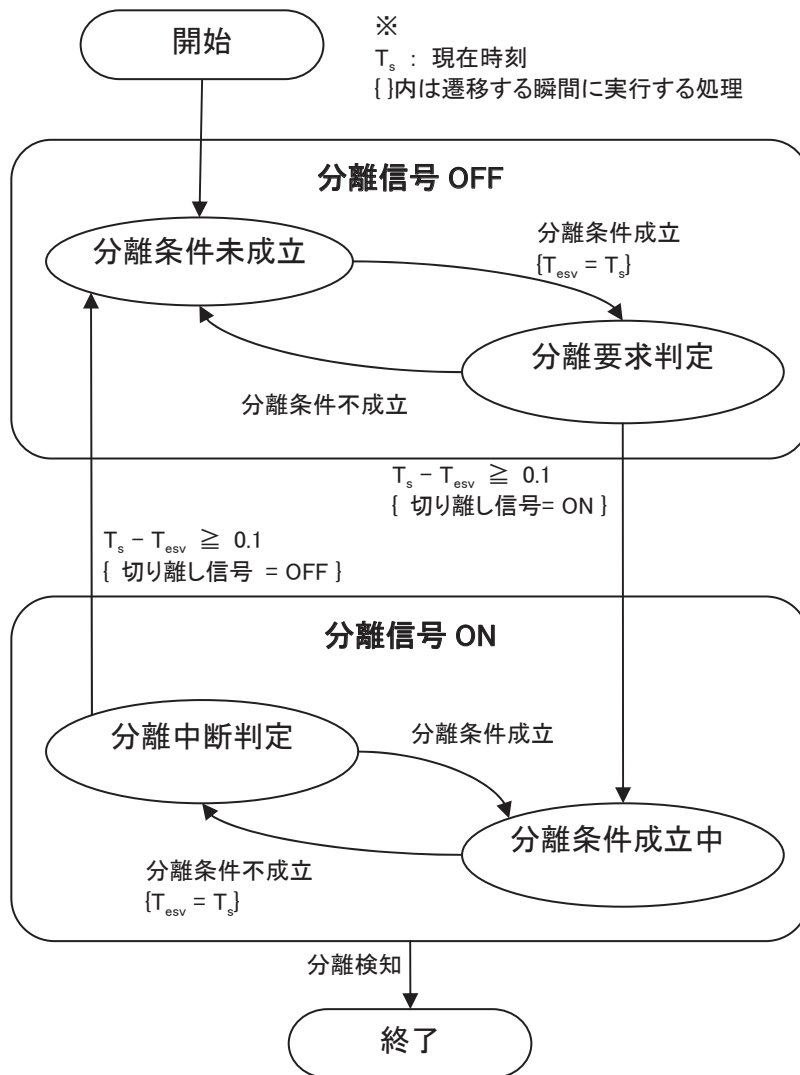 開始
※
Ts : 現在時刻
{ }内は遷移する瞬間に実行する処理
分離信号 OFF
分離条件未成立
分離条件成立
{Tesv = Ts}
分離要求判定
分離条件不成立
Ts − Tesv ≧ 0.1
{ 切り離し信号= ON }
Ts − Tesv ≧ 0.1
{ 切り離し信号 = OFF }
分離信号 ON
分離中断判定
分離条件成立
分離条件成立中
分離条件不成立
{Tesv = Ts}
分離検知
終了